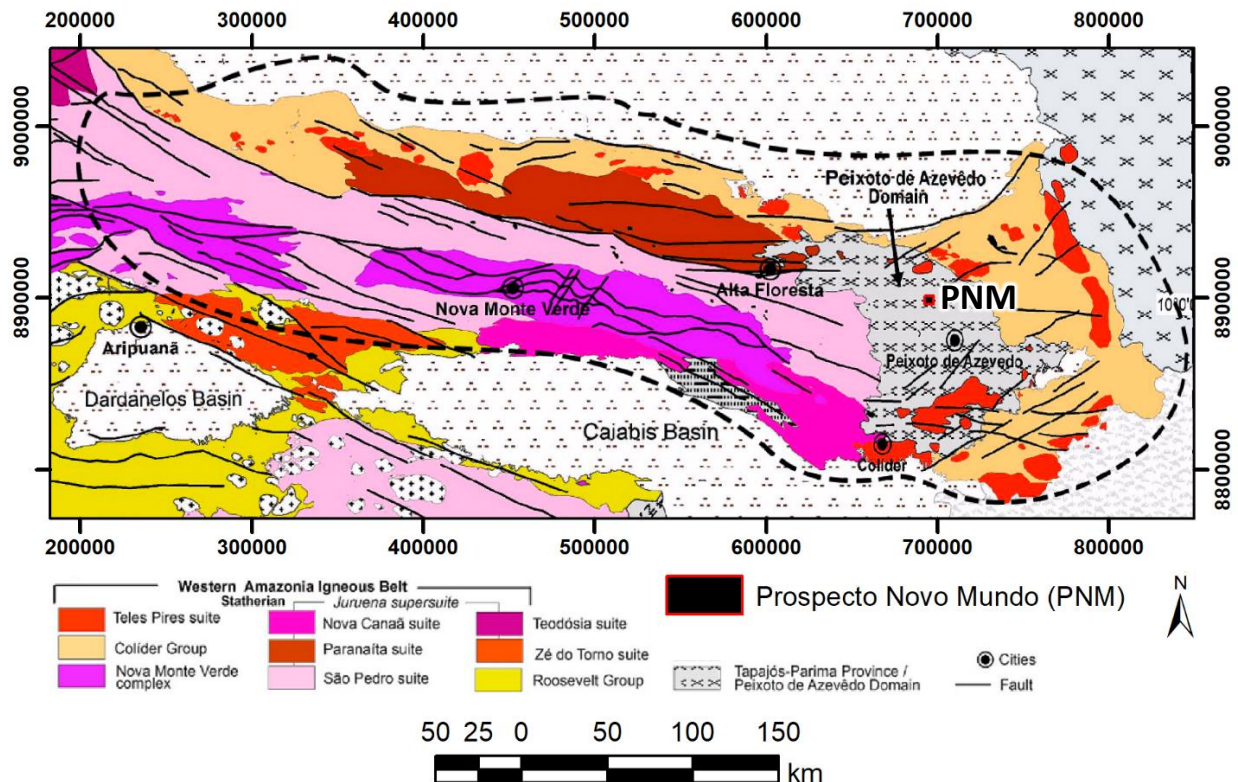 200000 300000 400000 500000 600000 700000 800000
9000000
8900000
8800000
9000000
8900000
8800000
Peixoto de Azevêdo
Domain
Alta Floresta
PNM
Nova Monte Verde
Peixoto de Azevedo
Aripuanã
Dardanelos Basin
Caiabis Basin
Colíder
200000 300000 400000 500000 600000 700000 800000
Western Amazonia Igneous Belt
Statherian
Juruena supersuite
Teles Pires suite
Nova Canaã suite
Teodósia suite
Colíder Group
Paranaíta suite
Zé do Torno suite
Nova Monte Verde
complex
São Pedro suite
Roosevelt Group
Prospecto Novo Mundo (PNM)
Tapajós-Parima Province /
Peixoto de Azevêdo Domain
Cities
Fault
N
50 25 0 50 100 150
km